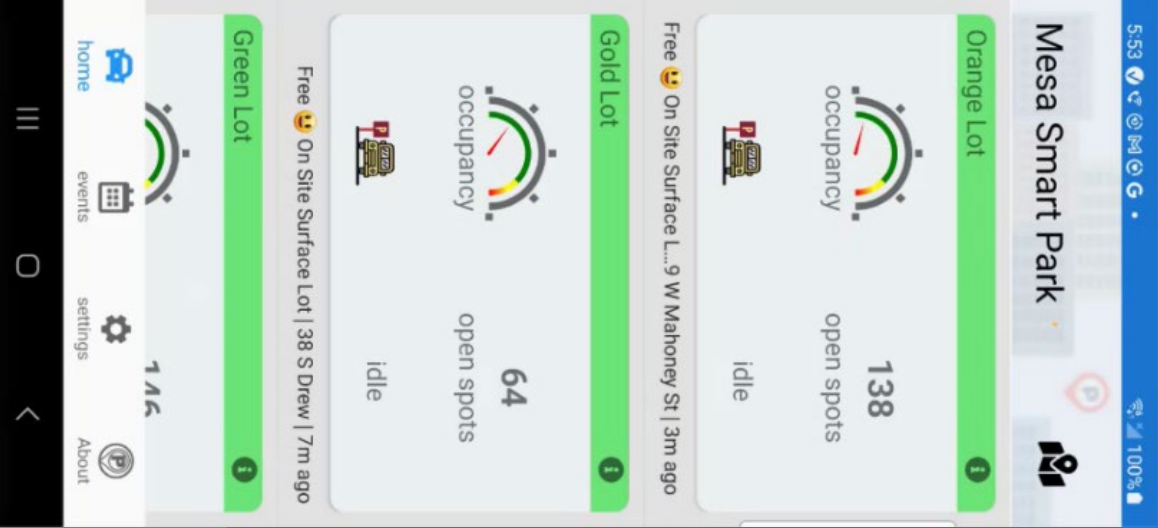 5:53
100%
Mesa Smart Park
Orange Lot
138
occupancy
open spots
idle
Free 😃 On Site Surface L...9 W Mahoney St | 3m ago
Gold Lot
64
occupancy
open spots
idle
Free 😃 On Site Surface Lot | 38 S Drew | 7m ago
Green Lot
146
home
events
settings
About